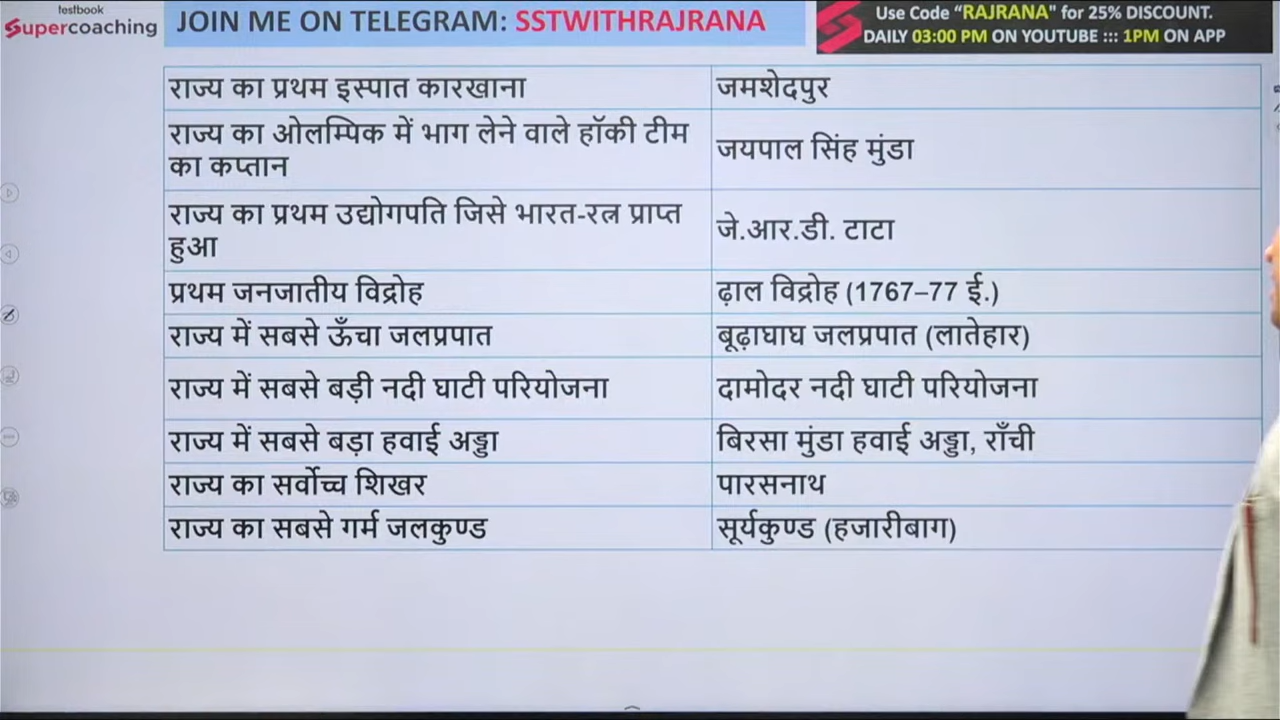 testbook
supercoaching
JOIN ME ON TELEGRAM: SSTWITHRAJRANA
Use Code “RAJRANA" for 25% DISCOUNT.
DAILY 03:00 PM ON YOUTUBE ::: 1PM ON APP
राज्य का प्रथम इस्पात कारखाना
जमशेदपुर
राज्य का ओलम्पिक में भाग लेने वाले हॉकी टीम
का कप्तान
जयपाल सिंह मुंडा
राज्य का प्रथम उद्योगपति जिसे भारत-रत्न प्राप्त
हुआ
जे.आर.डी. टाटा
प्रथम जनजातीय विद्रोह
ढ़ाल विद्रोह (1767–77 ई.)
राज्य में सबसे ऊँचा जलप्रपात
बूढ़ाघाघ जलप्रपात (लातेहार)
राज्य में सबसे बड़ी नदी घाटी परियोजना
दामोदर नदी घाटी परियोजना
राज्य में सबसे बड़ा हवाई अड्डा
बिरसा मुंडा हवाई अड्डा, राँची
राज्य का सर्वोच्च शिखर
पारसनाथ
राज्य का सबसे गर्म जलकुण्ड
सूर्यकुण्ड (हजारीबाग)